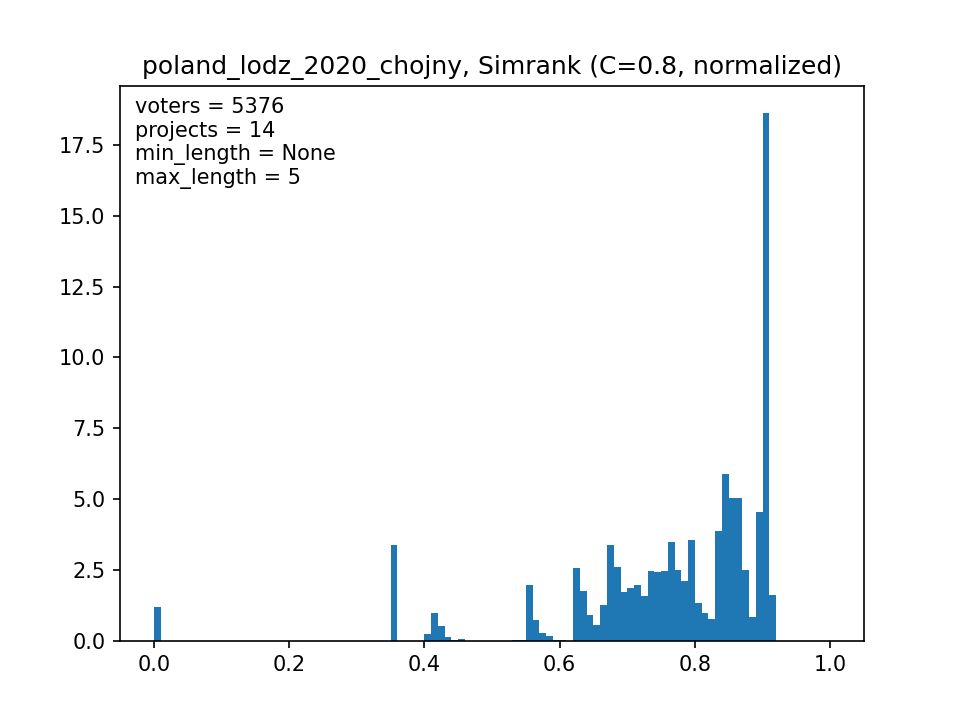 poland_lodz_2020_chojny, Simrank (C=0.8, normalized)
voters = 5376
projects = 14
min_length = None
max_length = 5
17.5
15.0
12.5
10.0
7.5
5.0
2.5
0.0
0.0 0.2 0.4 0.6 0.8 1.0